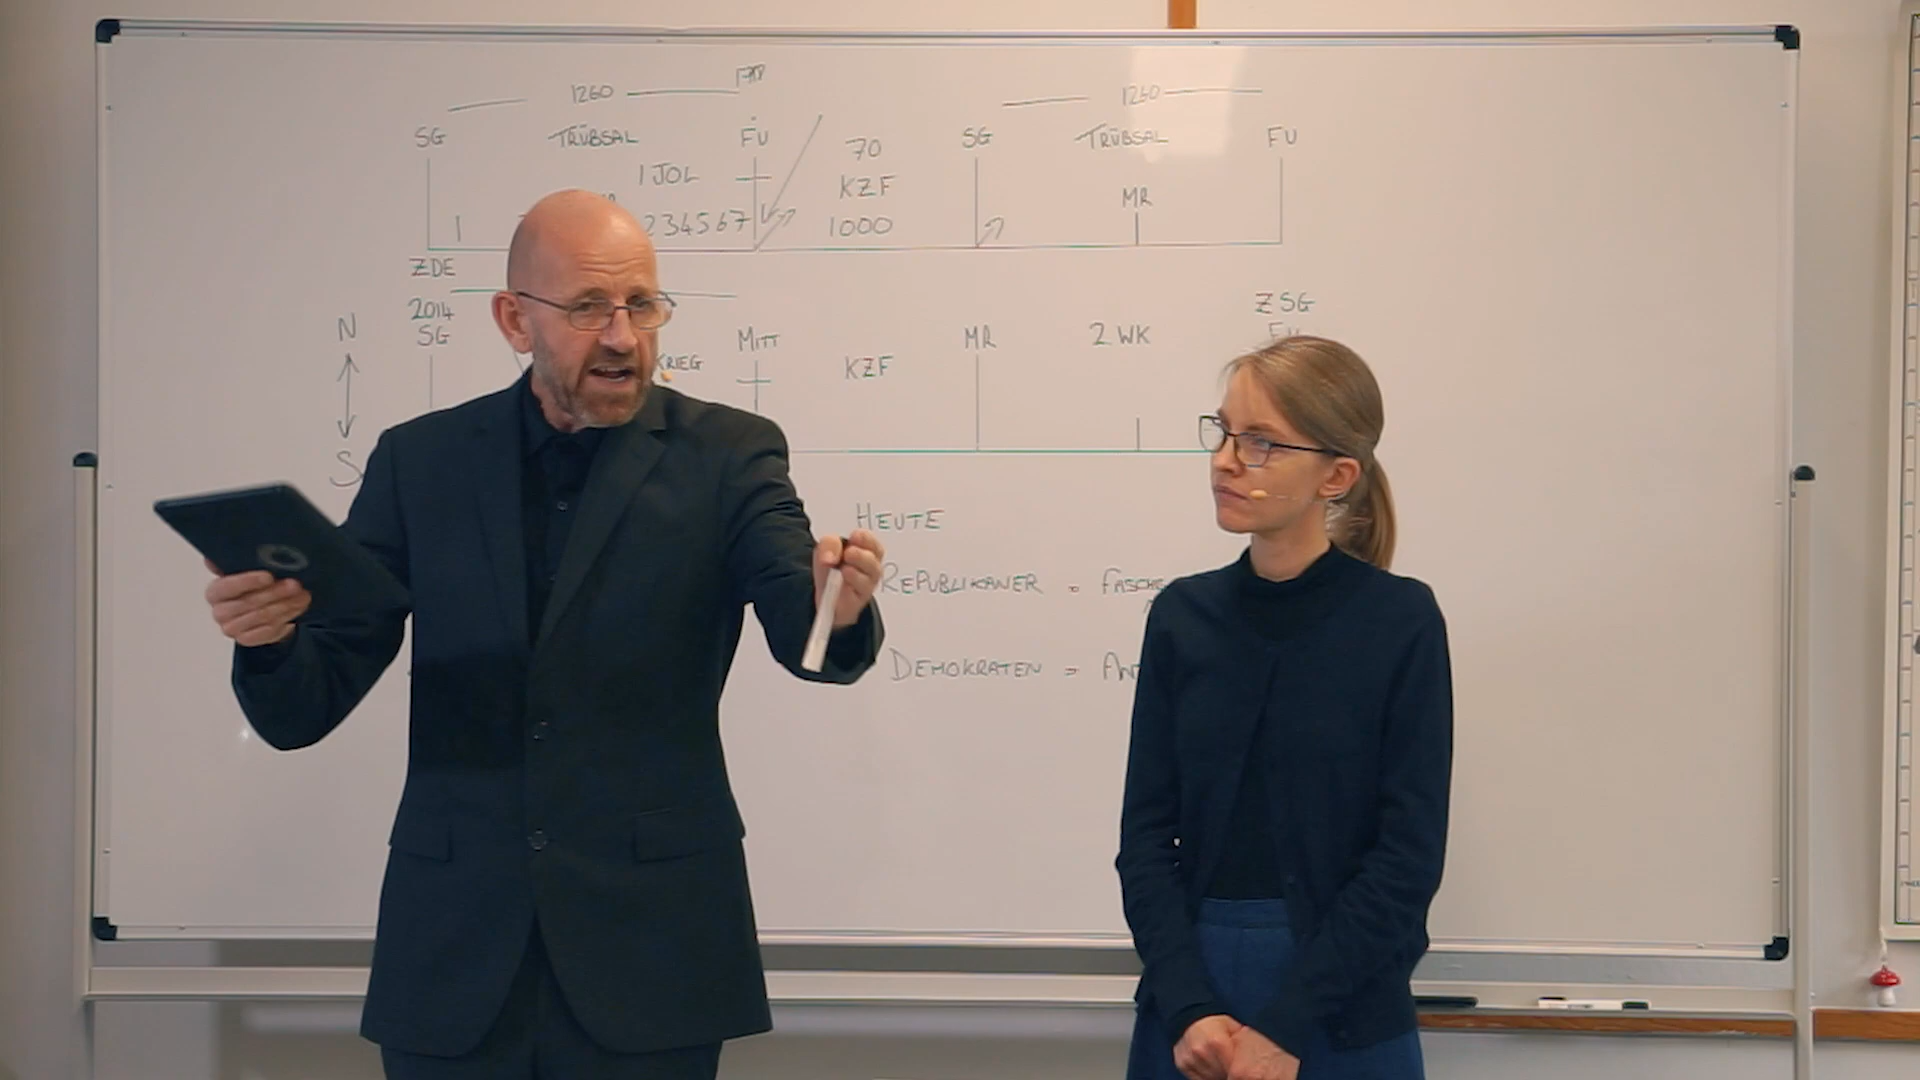 1260
1260
SG TRÜBSAL FU 70 SG TRÜBSAL FU
1 JOL KZF MR
1 234567 1000
ZDE
2014 ZSG
N SG KRIEG MITT KZF MR 2 WK
S
HEUTE
REPUBLIKANER =
DEMOKRATEN =